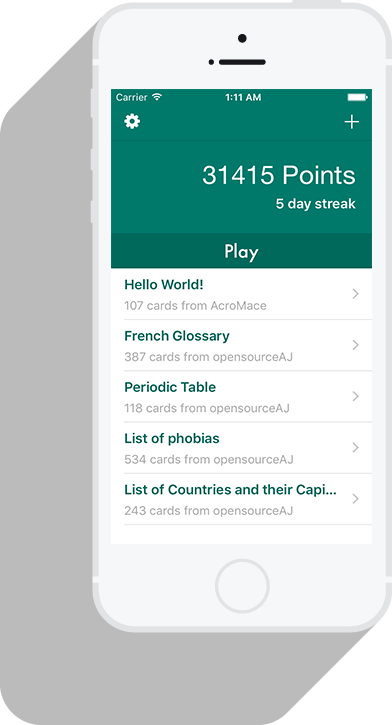 Carrier 1:11 AM
31415 Points
5 day streak
Play
Hello World!
107 cards from AcroMace
French Glossary
387 cards from opensourceAJ
Periodic Table
118 cards from opensourceAJ
List of phobias
534 cards from opensourceAJ
List of Countries and their Capi...
243 cards from opensourceAJ